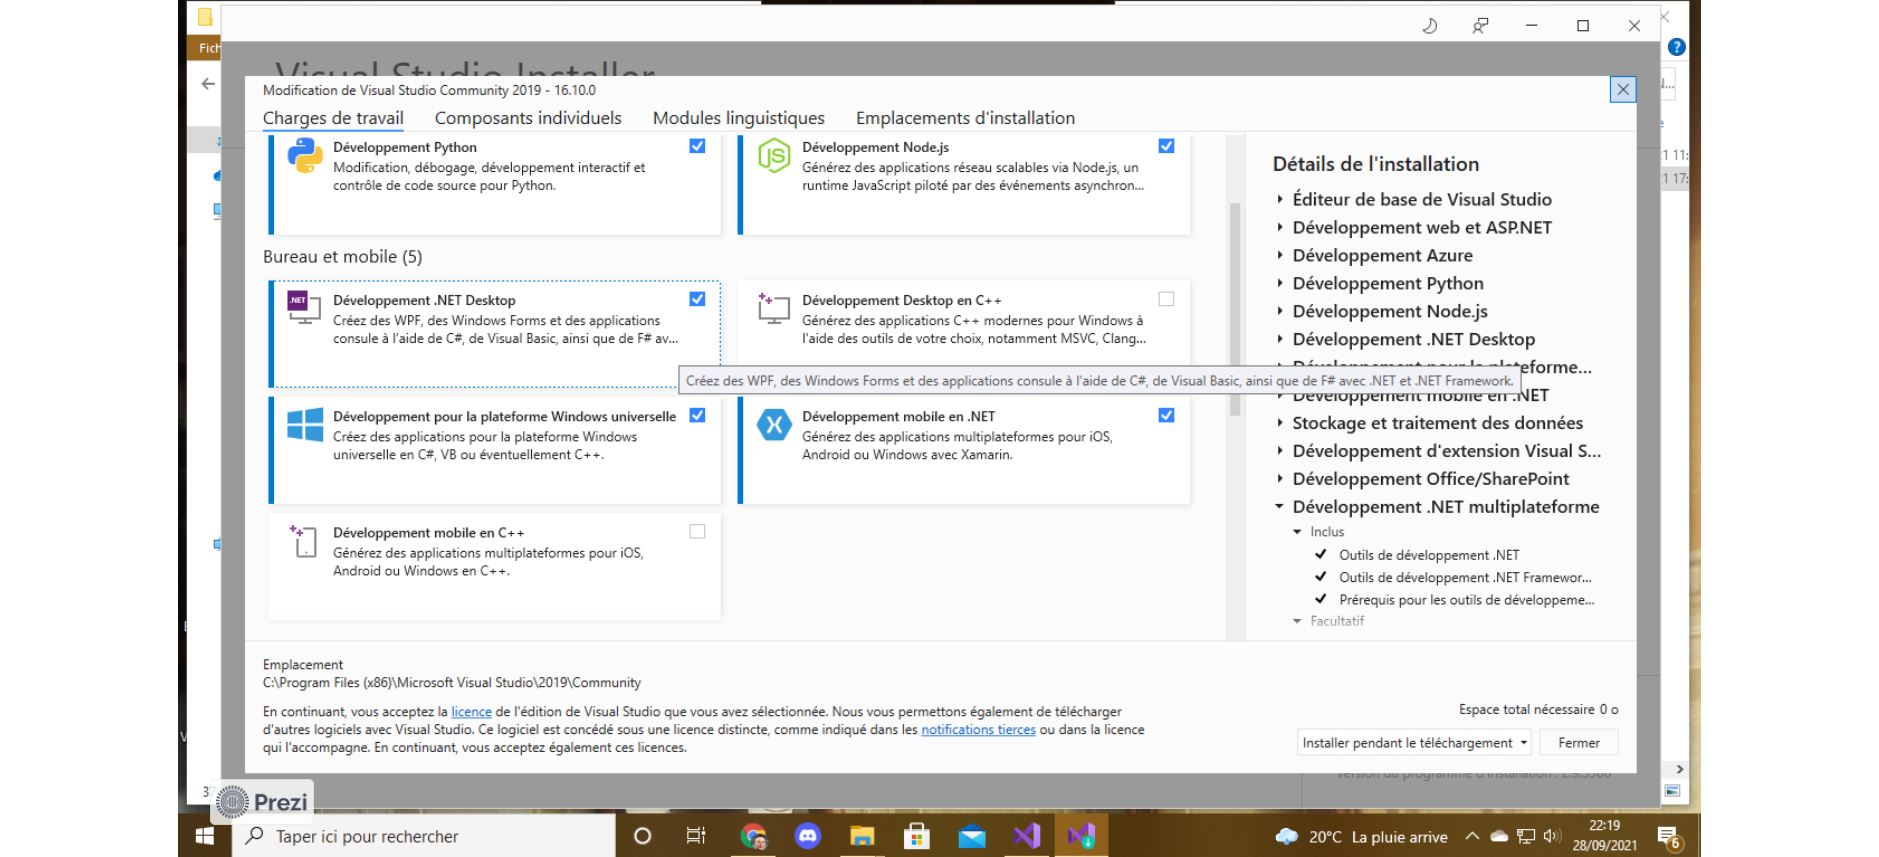 Fich
Visual Studio Installer
Modification de Visual Studio Community 2019 - 16.10.0
Charges de travail
Composants individuels
Modules linguistiques
Emplacements d'installation
Développement Python
Modification, débogage, développement interactif et
contrôle de code source pour Python.
Développement Node.js
Générez des applications réseau scalables via Node.js, un
runtime JavaScript piloté par des événements asynchron...
Bureau et mobile (5)
.NET
Développement .NET Desktop
Créez des WPF, des Windows Forms et des applications
consule à l'aide de C#, de Visual Basic, ainsi que de F# av...
Développement Desktop en C++
Générez des applications C++ modernes pour Windows à
l'aide des outils de votre choix, notamment MSVC, Clang...
Créez des WPF, des Windows Forms et des applications consule à l'aide de C#, de Visual Basic, ainsi que de F# avec .NET et .NET Framework.
Développement pour la plateforme Windows universelle
Créez des applications pour la plateforme Windows
universelle en C#, VB ou éventuellement C++.
Développement mobile en .NET
Générez des applications multiplateformes pour iOS,
Android ou Windows avec Xamarin.
Développement mobile en C++
Générez des applications multiplateformes pour iOS,
Android ou Windows en C++.
Détails de l'installation
Éditeur de base de Visual Studio
Développement web et ASP.NET
Développement Azure
Développement Python
Développement Node.js
Développement .NET Desktop
Développement pour la plateforme...
Développement mobile en .NET
Stockage et traitement des données
Développement d'extension Visual S...
Développement Office/SharePoint
Développement .NET multiplateforme
Inclus
Outils de développement .NET
Outils de développement .NET Framewor...
Prérequis pour les outils de développeme...
Facultatif
Emplacement
C:\Program Files (x86)\Microsoft Visual Studio\2019\Community
En continuant, vous acceptez la licence de l'édition de Visual Studio que vous avez sélectionnée. Nous vous permettons également de télécharger
d'autres logiciels avec Visual Studio. Ce logiciel est concédé sous une licence distincte, comme indiqué dans les notifications tierces ou dans la licence
qui l'accompagne. En continuant, vous acceptez également ces licences.
Espace total nécessaire 0 o
Installer pendant le téléchargement
Fermer
Prezi
Taper ici pour rechercher
20°C La pluie arrive
22:19
28/09/2021
6